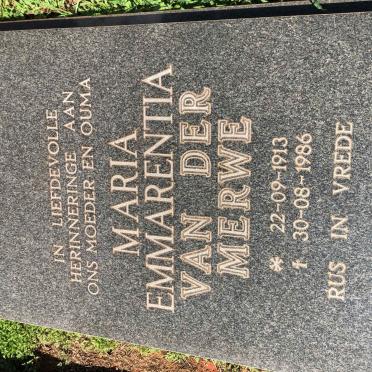 IN LIEFDEVOLLE
HERINNERINGE AAN
ONS MOEDER EN OUMA
MARIA
EMMARENTIA
VAN DER
MERWE
* 22-09-1913
† 30-08-1986
RUS IN VREDE